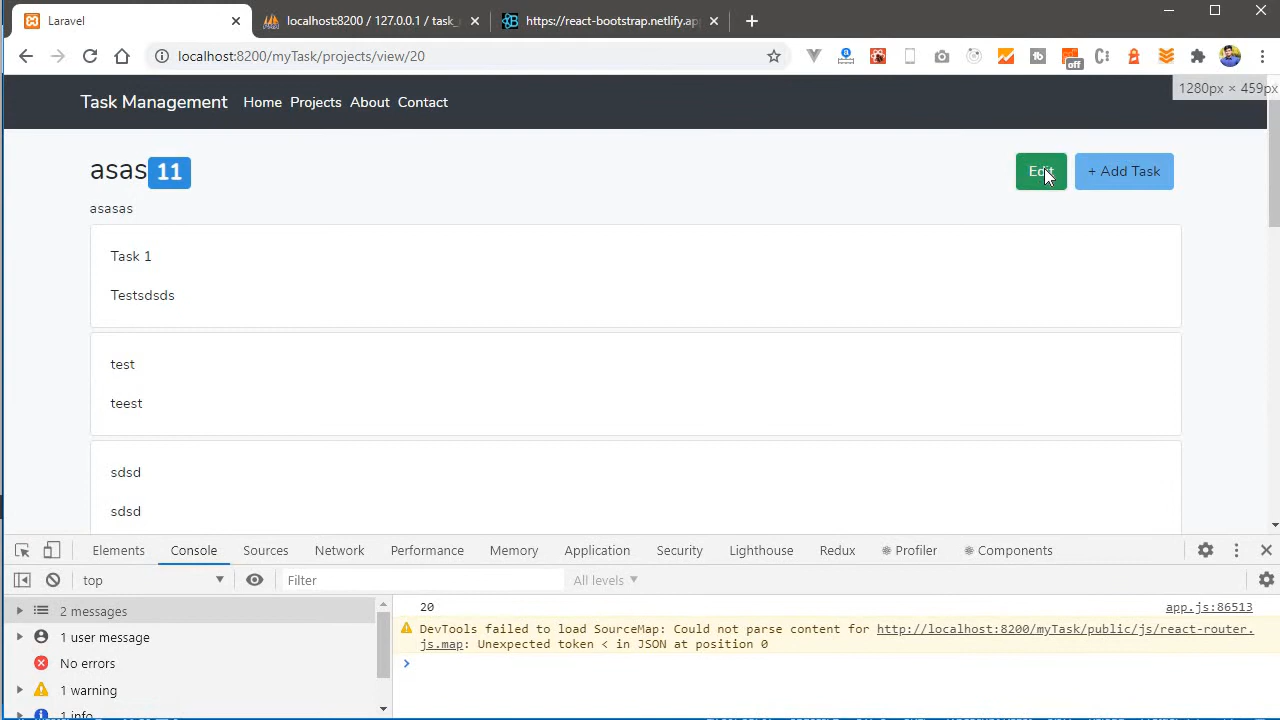 Laravel
localhost:8200 / 127.0.0.1 / task_
https://react-bootstrap.netlify.ap
localhost:8200/myTask/projects/view/20
off
1280px × 459px
Task Management Home Projects About Contact
asas 11
Edit
+ Add Task
asasas
Task 1
Testsdsds
test
teest
sdsd
sdsd
Elements Console Sources Network Performance Memory Application Security Lighthouse Redux Profiler Components
top Filter All levels
2 messages
1 user message
No errors
1 warning
1 info
20 app.js:86513
DevTools failed to load SourceMap: Could not parse content for http://localhost:8200/myTask/public/js/react-router.
js.map: Unexpected token < in JSON at position 0